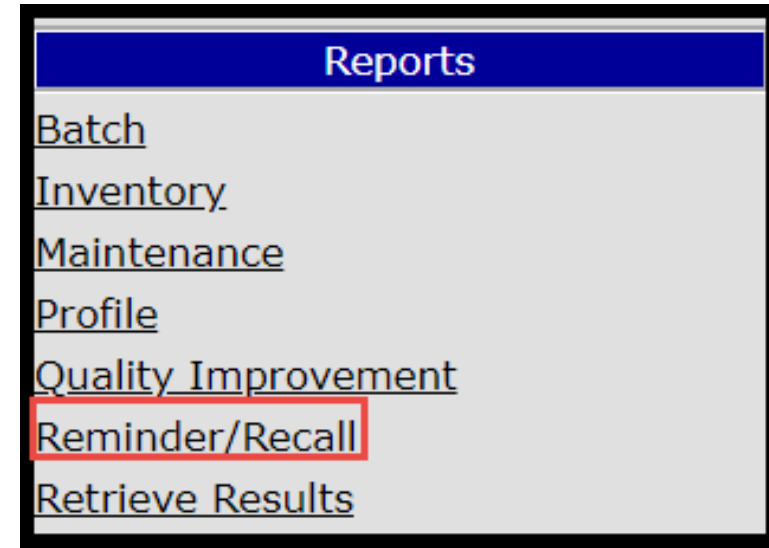 Reports
Batch
Inventory
Maintenance
Profile
Quality Improvement
Reminder/Recall
Retrieve Results